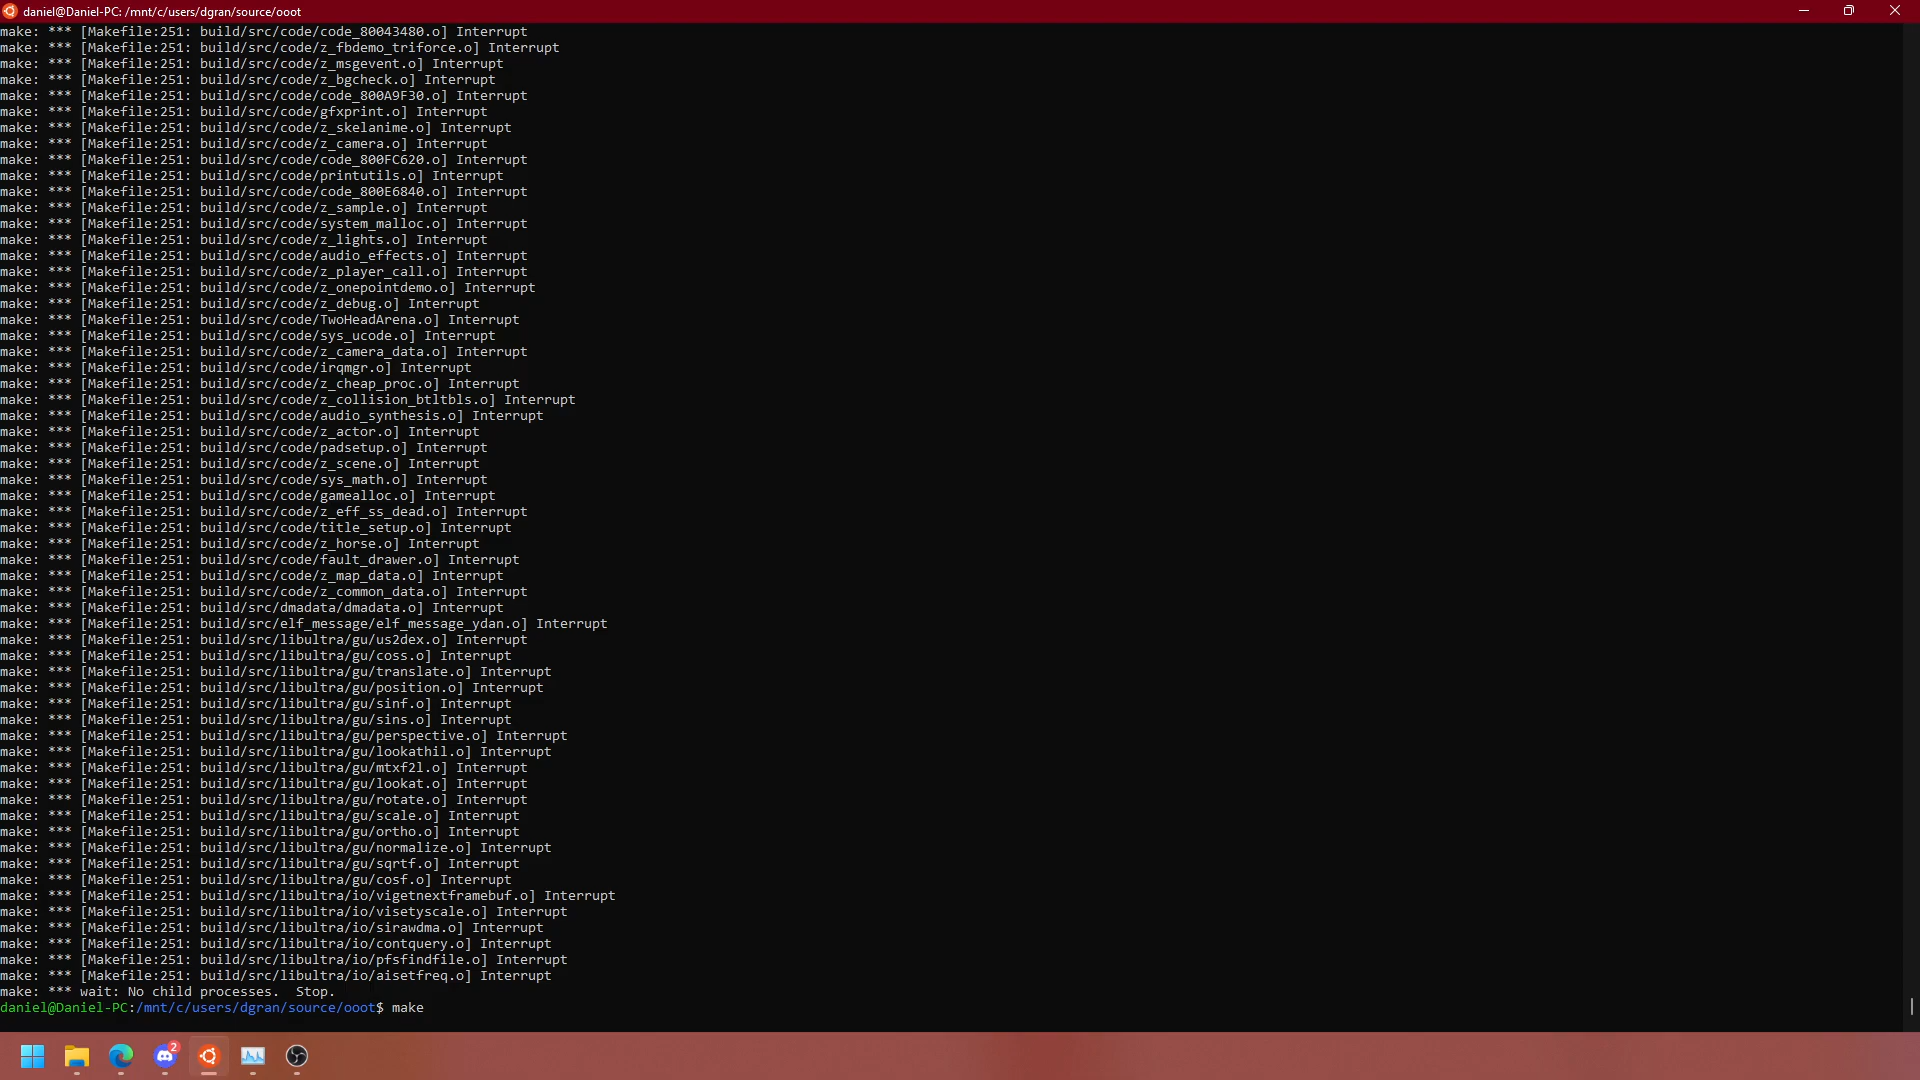 daniel@Daniel-PC: /mnt/c/users/dgran/source/ooot
make: *** [Makefile:251: build/src/code/code_80043480.o] Interrupt
make: *** [Makefile:251: build/src/code/z_fbdemo_triforce.o] Interrupt
make: *** [Makefile:251: build/src/code/z_msgevent.o] Interrupt
make: *** [Makefile:251: build/src/code/z_bgcheck.o] Interrupt
make: *** [Makefile:251: build/src/code/code_800A9F30.o] Interrupt
make: *** [Makefile:251: build/src/code/gfxprint.o] Interrupt
make: *** [Makefile:251: build/src/code/z_skelanime.o] Interrupt
make: *** [Makefile:251: build/src/code/z_camera.o] Interrupt
make: *** [Makefile:251: build/src/code/code_800FC620.o] Interrupt
make: *** [Makefile:251: build/src/code/printutils.o] Interrupt
make: *** [Makefile:251: build/src/code/code_800E6840.o] Interrupt
make: *** [Makefile:251: build/src/code/z_sample.o] Interrupt
make: *** [Makefile:251: build/src/code/system_malloc.o] Interrupt
make: *** [Makefile:251: build/src/code/z_lights.o] Interrupt
make: *** [Makefile:251: build/src/code/audio_effects.o] Interrupt
make: *** [Makefile:251: build/src/code/z_player_call.o] Interrupt
make: *** [Makefile:251: build/src/code/z_onepointdemo.o] Interrupt
make: *** [Makefile:251: build/src/code/z_debug.o] Interrupt
make: *** [Makefile:251: build/src/code/TwoHeadArena.o] Interrupt
make: *** [Makefile:251: build/src/code/sys_ucode.o] Interrupt
make: *** [Makefile:251: build/src/code/z_camera_data.o] Interrupt
make: *** [Makefile:251: build/src/code/irqmgr.o] Interrupt
make: *** [Makefile:251: build/src/code/z_cheap_proc.o] Interrupt
make: *** [Makefile:251: build/src/code/z_collision_btltbls.o] Interrupt
make: *** [Makefile:251: build/src/code/audio_synthesis.o] Interrupt
make: *** [Makefile:251: build/src/code/z_actor.o] Interrupt
make: *** [Makefile:251: build/src/code/padsetup.o] Interrupt
make: *** [Makefile:251: build/src/code/z_scene.o] Interrupt
make: *** [Makefile:251: build/src/code/sys_math.o] Interrupt
make: *** [Makefile:251: build/src/code/gamealloc.o] Interrupt
make: *** [Makefile:251: build/src/code/z_eff_ss_dead.o] Interrupt
make: *** [Makefile:251: build/src/code/title_setup.o] Interrupt
make: *** [Makefile:251: build/src/code/z_horse.o] Interrupt
make: *** [Makefile:251: build/src/code/fault_drawer.o] Interrupt
make: *** [Makefile:251: build/src/code/z_map_data.o] Interrupt
make: *** [Makefile:251: build/src/code/z_common_data.o] Interrupt
make: *** [Makefile:251: build/src/dmadata/dmadata.o] Interrupt
make: *** [Makefile:251: build/src/elf_message/elf_message_ydan.o] Interrupt
make: *** [Makefile:251: build/src/libultra/gu/us2dex.o] Interrupt
make: *** [Makefile:251: build/src/libultra/gu/coss.o] Interrupt
make: *** [Makefile:251: build/src/libultra/gu/translate.o] Interrupt
make: *** [Makefile:251: build/src/libultra/gu/position.o] Interrupt
make: *** [Makefile:251: build/src/libultra/gu/sinf.o] Interrupt
make: *** [Makefile:251: build/src/libultra/gu/sins.o] Interrupt
make: *** [Makefile:251: build/src/libultra/gu/perspective.o] Interrupt
make: *** [Makefile:251: build/src/libultra/gu/lookathil.o] Interrupt
make: *** [Makefile:251: build/src/libultra/gu/mtxf2l.o] Interrupt
make: *** [Makefile:251: build/src/libultra/gu/lookat.o] Interrupt
make: *** [Makefile:251: build/src/libultra/gu/rotate.o] Interrupt
make: *** [Makefile:251: build/src/libultra/gu/scale.o] Interrupt
make: *** [Makefile:251: build/src/libultra/gu/ortho.o] Interrupt
make: *** [Makefile:251: build/src/libultra/gu/normalize.o] Interrupt
make: *** [Makefile:251: build/src/libultra/gu/sqrtf.o] Interrupt
make: *** [Makefile:251: build/src/libultra/gu/cosf.o] Interrupt
make: *** [Makefile:251: build/src/libultra/io/vigetnextframebuf.o] Interrupt
make: *** [Makefile:251: build/src/libultra/io/visetyscale.o] Interrupt
make: *** [Makefile:251: build/src/libultra/io/sirawdma.o] Interrupt
make: *** [Makefile:251: build/src/libultra/io/contquery.o] Interrupt
make: *** [Makefile:251: build/src/libultra/io/pfsfindfile.o] Interrupt
make: *** [Makefile:251: build/src/libultra/io/aisetfreq.o] Interrupt
make: *** wait: No child processes.  Stop.
daniel@Daniel-PC:/mnt/c/users/dgran/source/ooot$ make
2